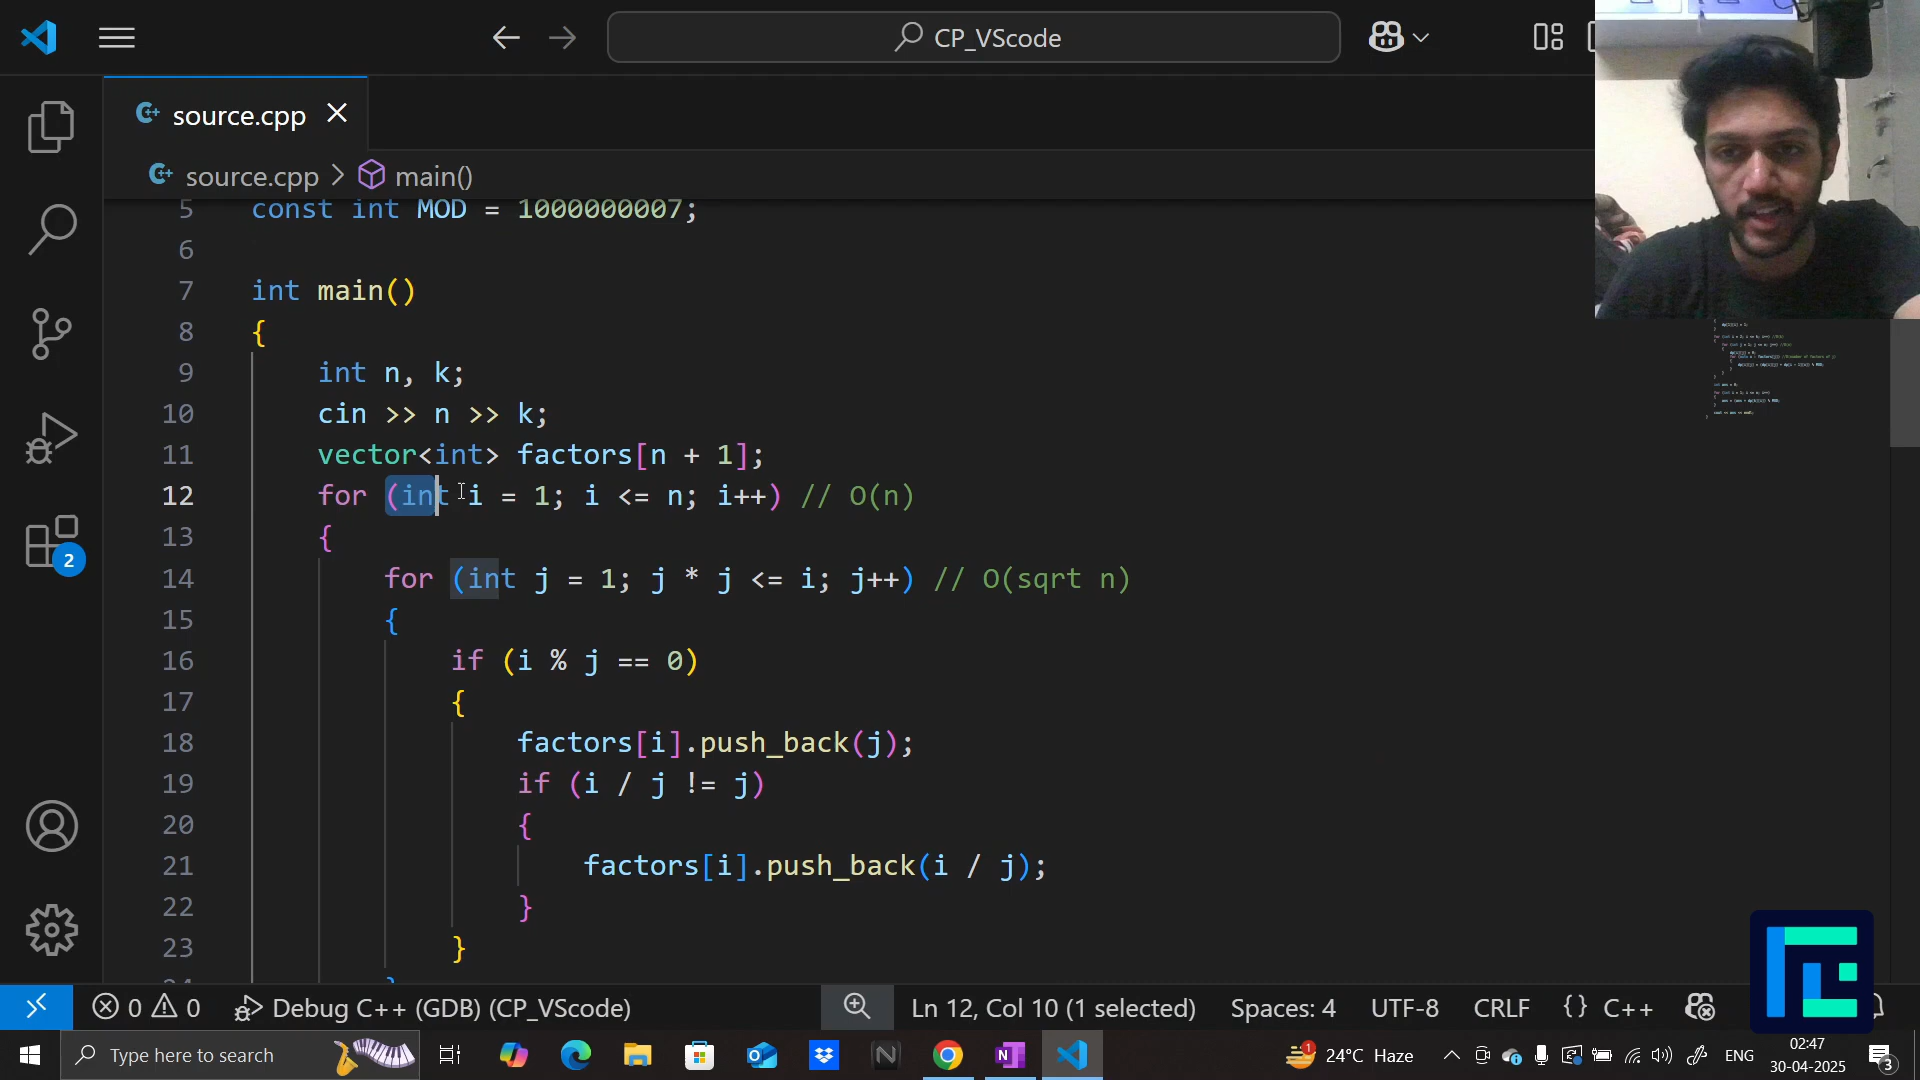 CP_VScode
source.cpp
source.cpp > main()
5 const int MOD = 1000000007;
6
7 int main()
8 {
9 int n, k;
10 cin >> n >> k;
11 vector<int> factors[n + 1];
12 for (int i = 1; i <= n; i++) // O(n)
13 {
14 for (int j = 1; j * j <= i; j++) // O(sqrt n)
15 {
16 if (i % j == 0)
17 {
18 factors[i].push_back(j);
19 if (i / j != j)
20 {
21 factors[i].push_back(i / j);
22 }
23 }
2
0 0 Debug C++ (GDB) (CP_VScode) Ln 12, Col 10 (1 selected) Spaces: 4 UTF-8 CRLF {} C++
Type here to search
1 24°C Haze ENG 02:47
30-04-2025 3